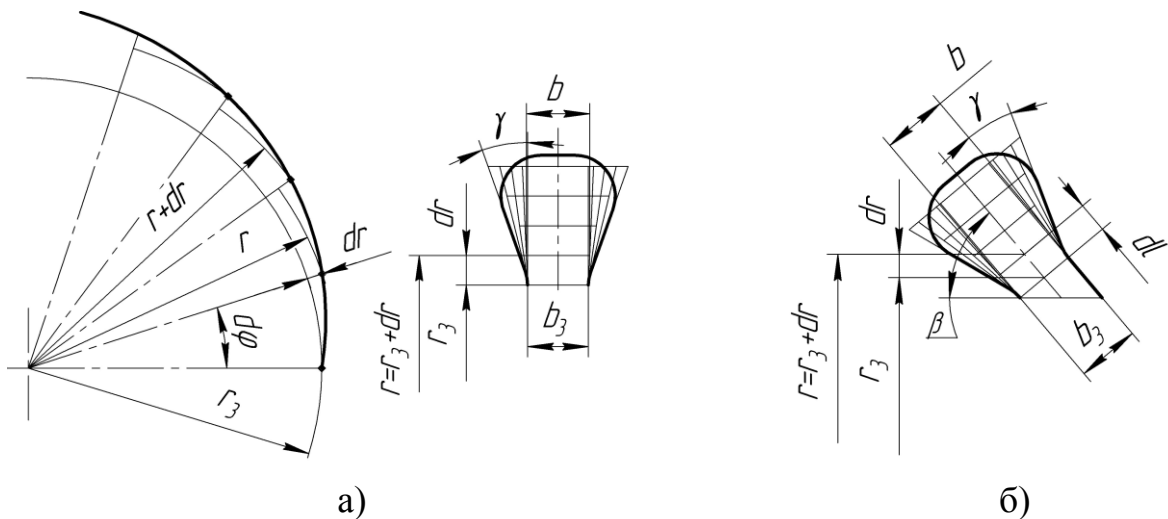 b
γ
r+dr
r
dr
dφ
r₃
dr
r=r₃+dr
r₃
b₃
b
γ
dr
dl
r=r₃+dr
r₃
β
b₃
а)
б)